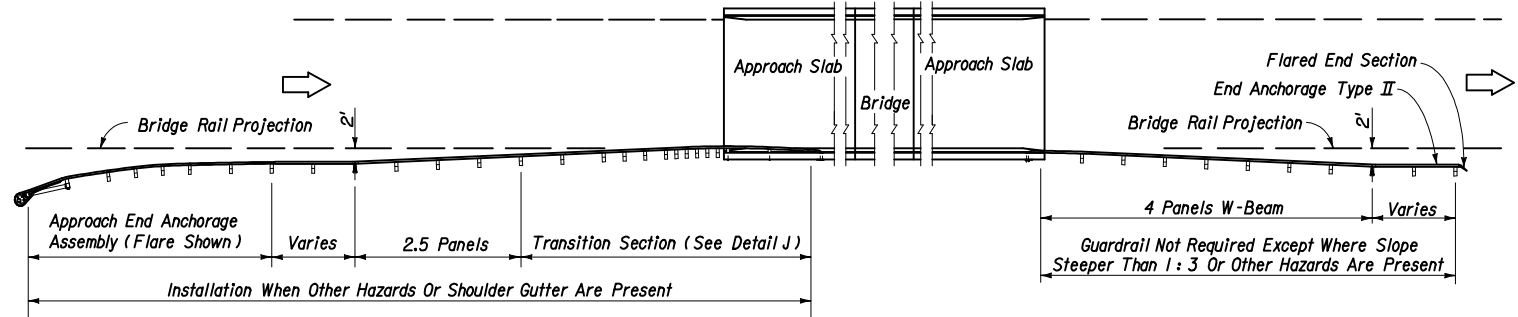 Approach Slab
Approach Slab
Bridge
Flared End Section
End Anchorage Type II
Bridge Rail Projection
2'
Bridge Rail Projection
2'
Approach End Anchorage
Assembly (Flare Shown)
Varies
2.5 Panels
Transition Section (See Detail J)
4 Panels W-Beam
Varies
Guardrail Not Required Except Where Slope
Steeper Than 1:3 Or Other Hazards Are Present
Installation When Other Hazards Or Shoulder Gutter Are Present